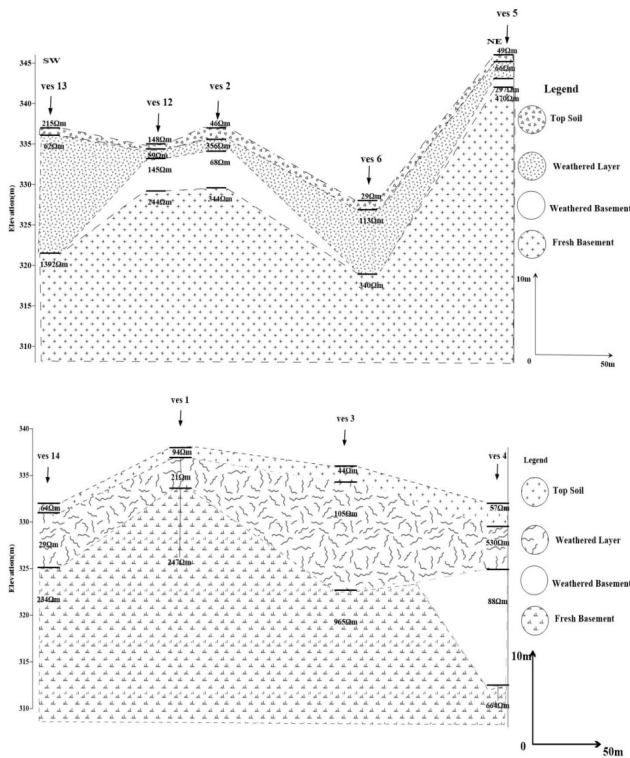 SW
NE
ves 5
ves 13
ves 12
ves 2
ves 6
345
340
335
330
325
320
315
310
Elevation(m)
215Ωm
62Ωm
1392Ωm
148Ωm
50Ωm
145Ωm
244Ωm
46Ωm
356Ωm
68Ωm
344Ωm
29Ωm
113Ωm
340Ωm
49Ωm
66Ωm
297Ωm
470Ωm
Legend
Top Soil
Weathered Layer
Weathered Basement
Fresh Basement
10m
0
50m
ves 1
ves 3
ves 14
ves 4
340
335
330
325
320
315
310
Elevation(m)
64Ωm
29Ωm
234Ωm
94Ωm
21Ωm
247Ωm
44Ωm
105Ωm
965Ωm
57Ωm
530Ωm
88Ωm
664Ωm
Legend
Top Soil
Weathered Layer
Weathered Basement
Fresh Basement
10m
0
50m